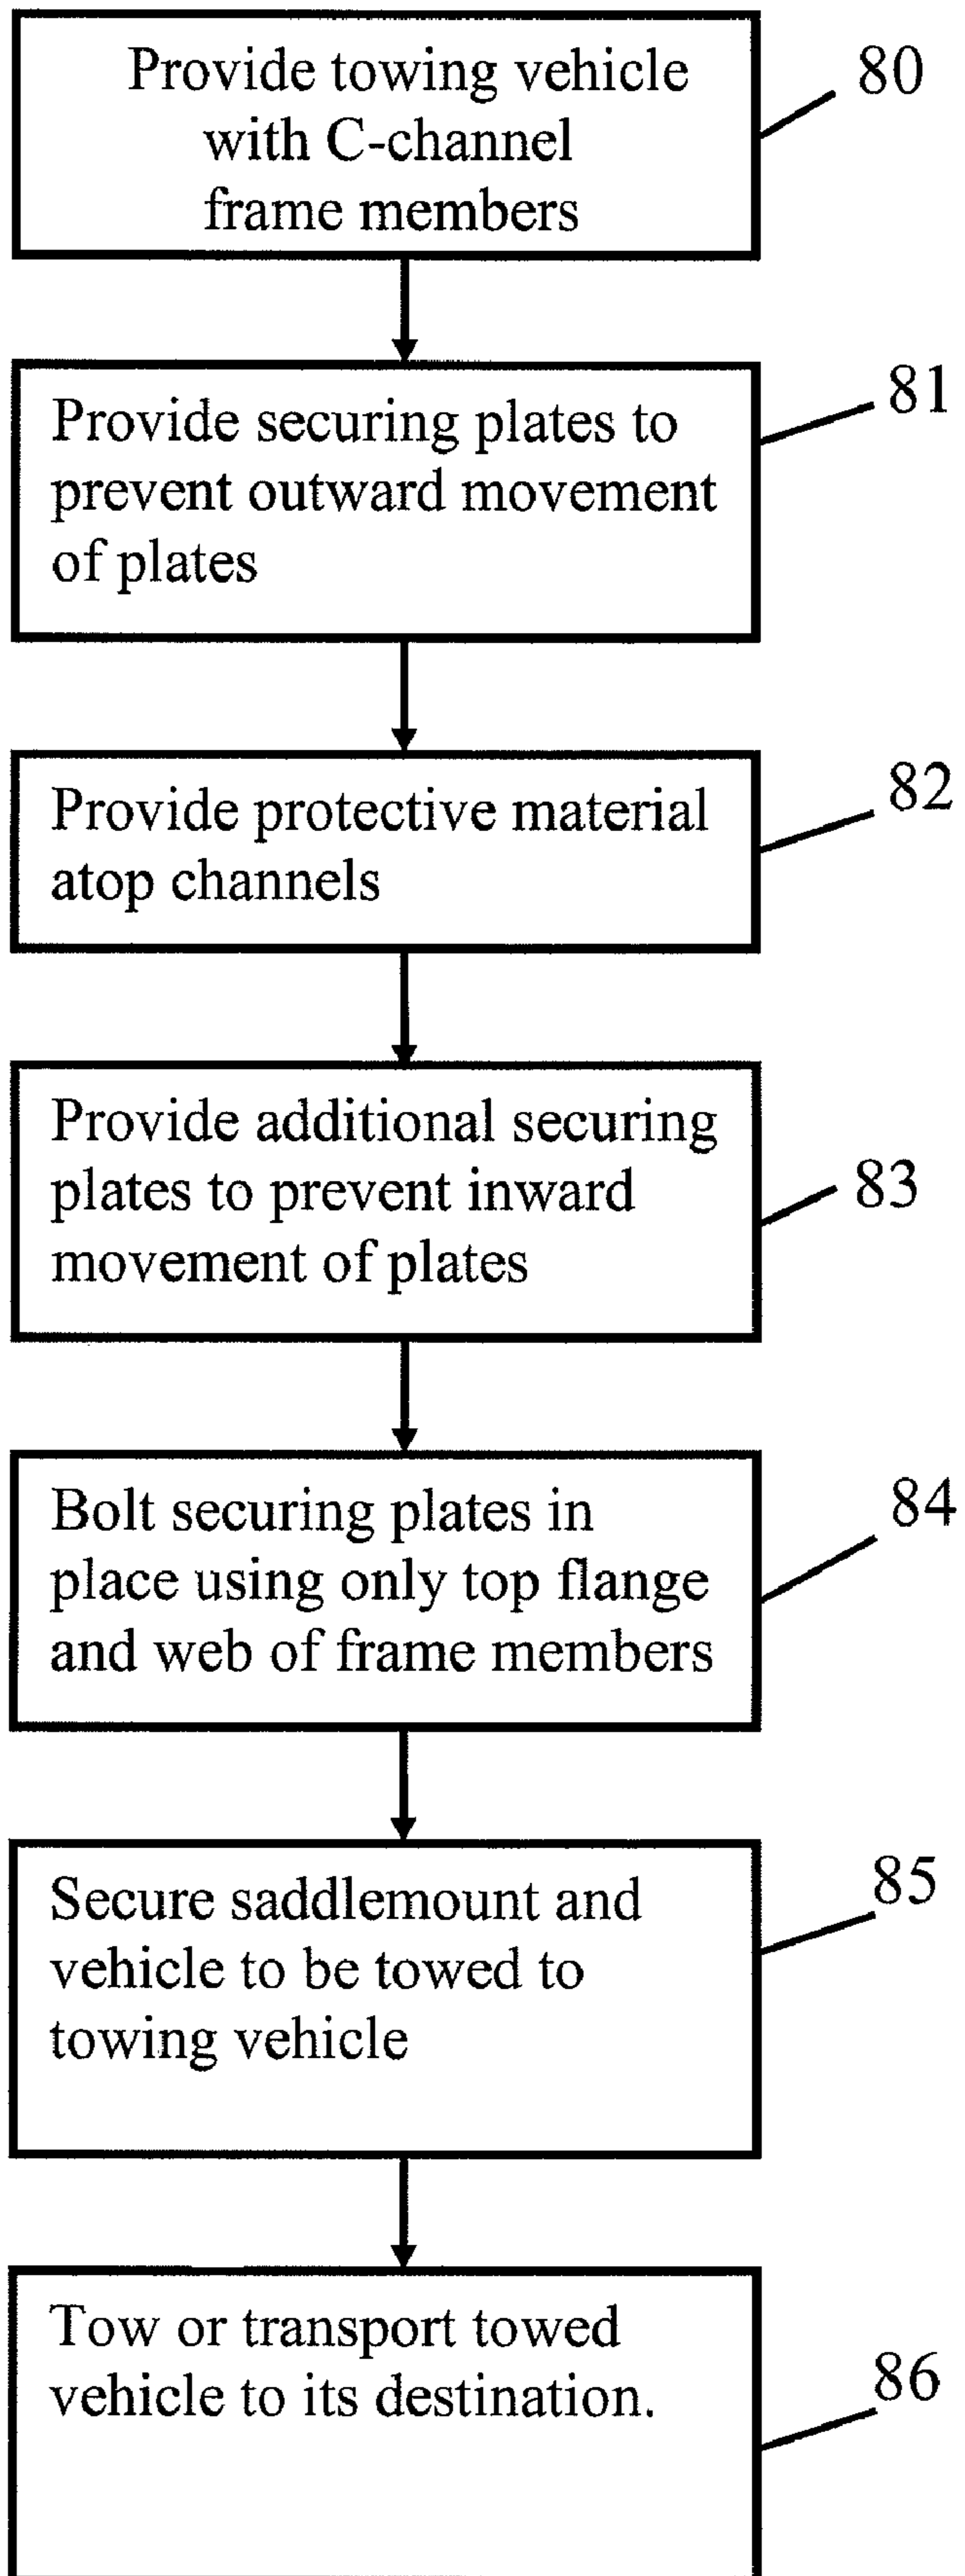 Provide towing vehicle
with C-channel
frame members
80
Provide securing plates to
prevent outward movement
of plates
81
Provide protective material
atop channels
82
Provide additional securing
plates to prevent inward
movement of plates
83
Bolt securing plates in
place using only top flange
and web of frame members
84
Secure saddlemount and
vehicle to be towed to
towing vehicle
85
Tow or transport towed
vehicle to its destination.
86